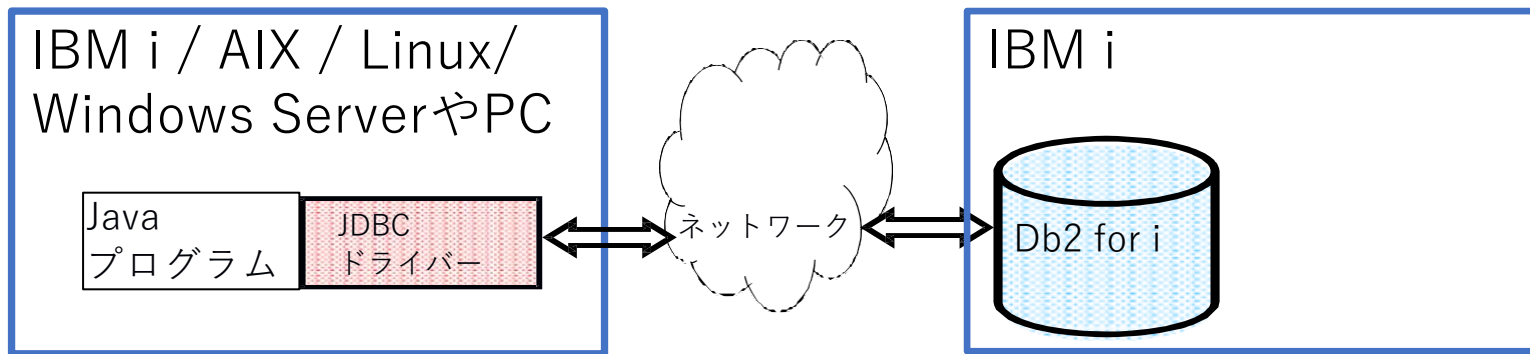 IBM i / AIX / Linux/
Windows ServerやPC
Java
プログラム
JDBC
ドライバー
ネットワーク
IBM i
Db2 for i